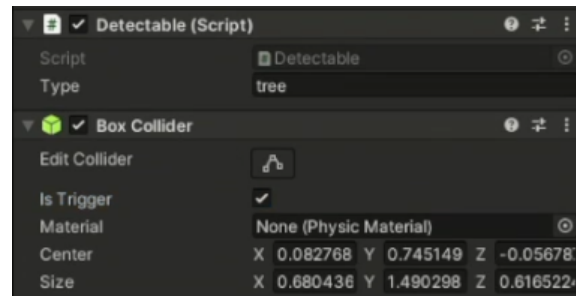 Detectable (Script)
Script Detectable
Type tree
Box Collider
Edit Collider
Is Trigger
Material None (Physic Material)
Center X 0.082768 Y 0.745149 Z -0.05678
Size X 0.680436 Y 1.490298 Z 0.616522